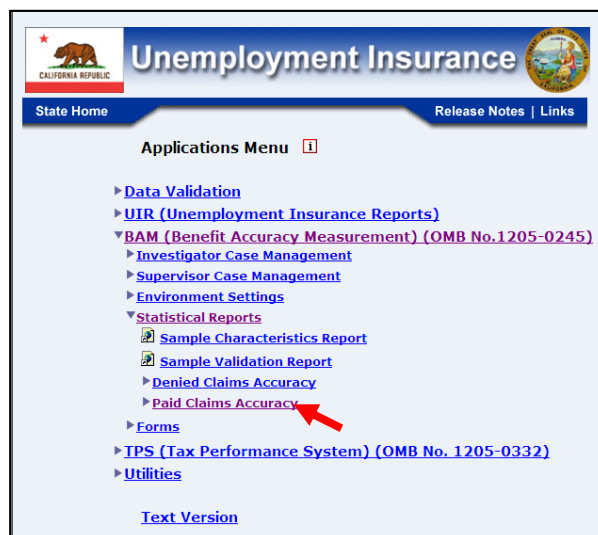 CALIFORNIA REPUBLIC
Unemployment Insurance
State Home
Release Notes | Links
Applications Menu i
Data Validation
UIR (Unemployment Insurance Reports)
BAM (Benefit Accuracy Measurement) (OMB No.1205-0245)
Investigator Case Management
Supervisor Case Management
Environment Settings
Statistical Reports
Sample Characteristics Report
Sample Validation Report
Denied Claims Accuracy
Paid Claims Accuracy
Forms
TPS (Tax Performance System) (OMB No. 1205-0332)
Utilities
Text Version